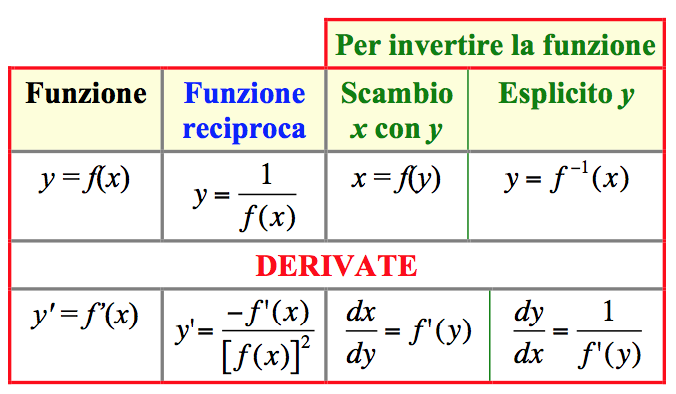 Per invertire la funzione
Funzione Funzione reciproca Scambio x con y Esplicito y
y = f(x) y = 1/f(x) x = f(y) y = f⁻¹(x)
DERIVATE
y' = f'(x) y' = -f'(x)/[f(x)]² dx/dy = f'(y) dy/dx = 1/f'(y)